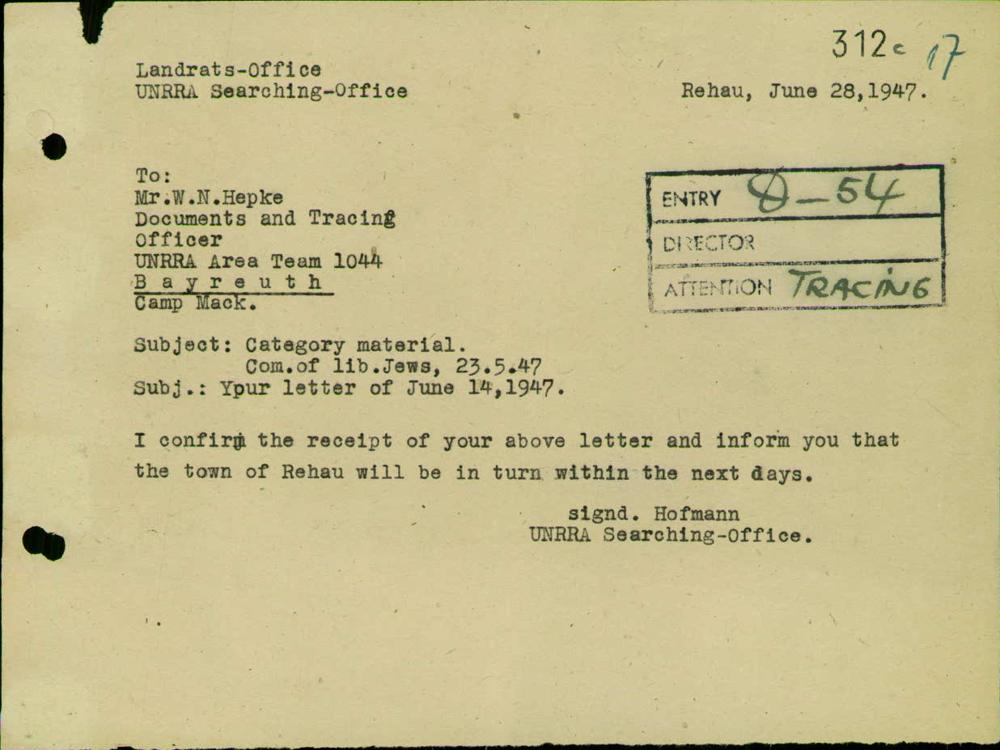 312c 17
Landrats-Office
UNRRA Searching-Office
Rehau, June 28,1947.
To:
Mr.W.N.Hepke
Documents and Tracing
Officer
UNRRA Area Team 1044
B a y r e u t h
Camp Mack.
ENTRY D-54
DIRECTOR
ATTENTION TRACING
Subject: Category material.
Com.of lib.Jews, 23.5.47
Subj.: Ypur letter of June 14,1947.
I confirm the receipt of your above letter and inform you that
the town of Rehau will be in turn within the next days.
signd. Hofmann
UNRRA Searching-Office.